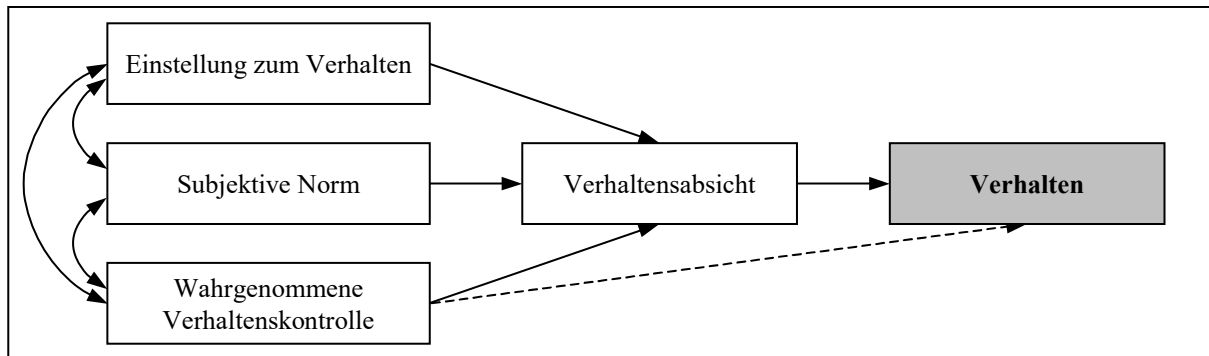 Einstellung zum Verhalten
Subjektive Norm
Verhaltensabsicht
Verhalten
Wahrgenommene
Verhaltenskontrolle